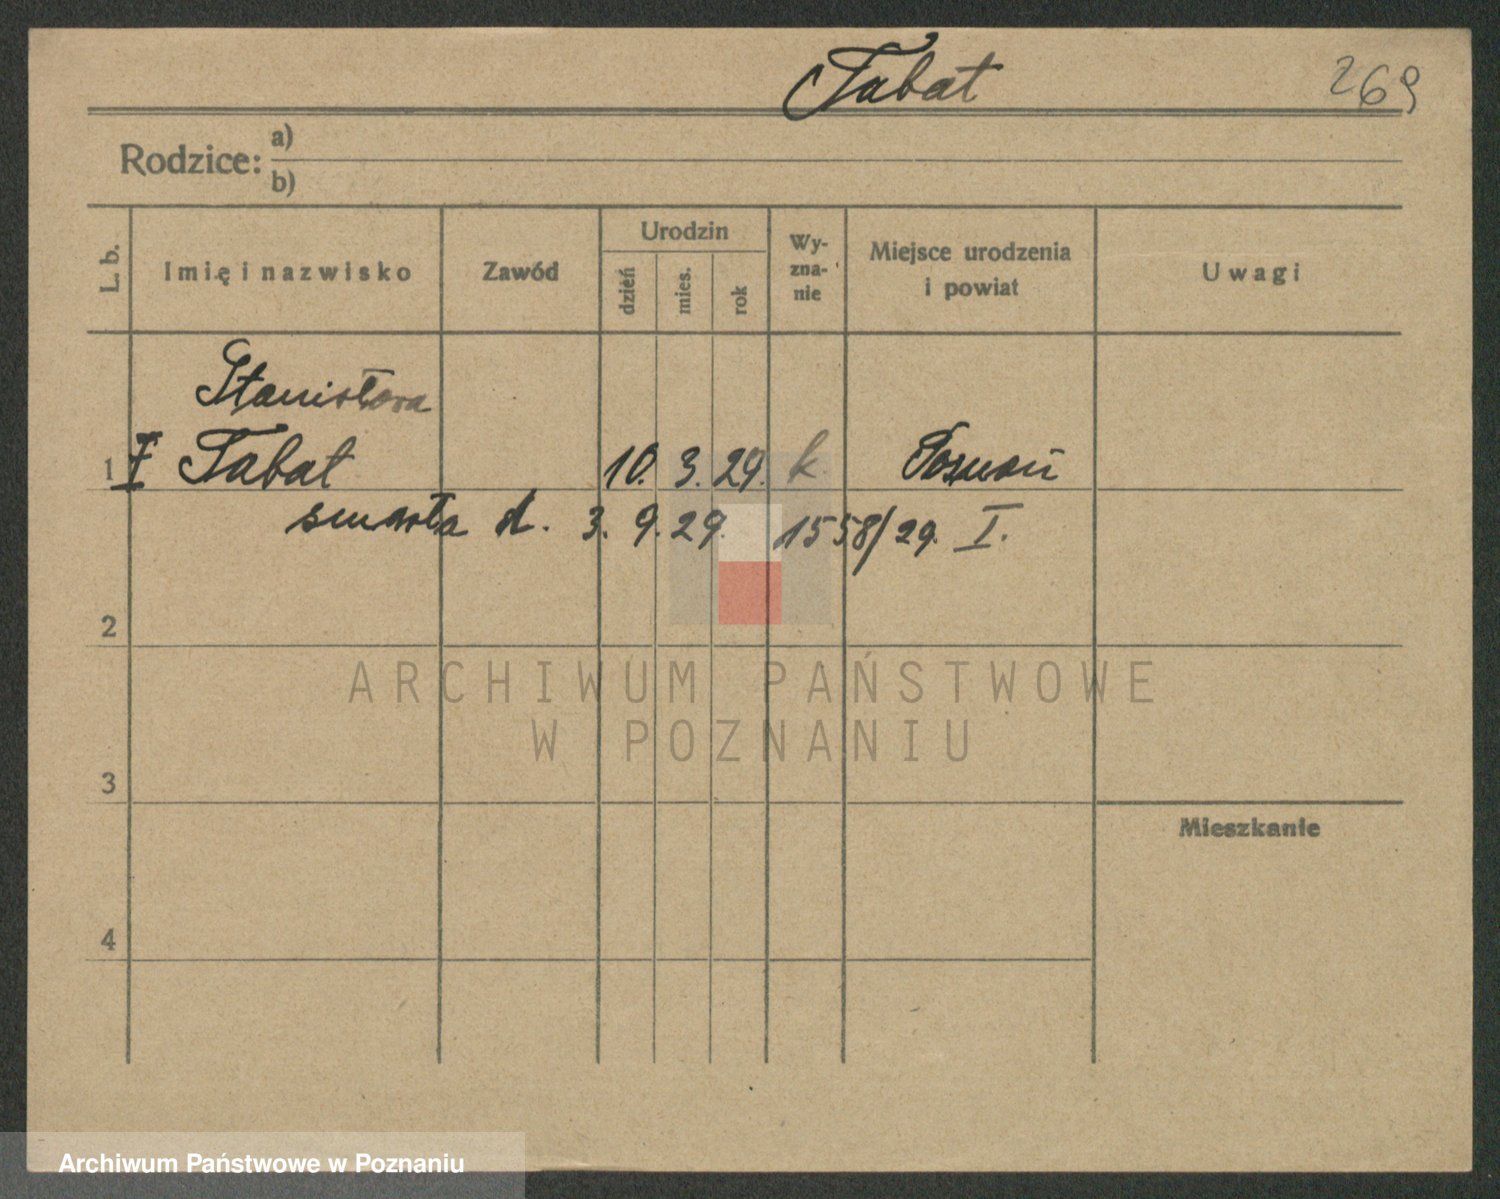 Tabat 269
Rodzice: a)
b)
L. b.
Imię i nazwisko
Zawód
Urodzin
dzień
mies.
rok
Wy-
zna-
nie
Miejsce urodzenia
i powiat
Uwagi
Stanisława
1 Tabat 10. 3. 29. k. Poznań
zmarła d. 3. 9. 29. 1558/29. I.
2
ARCHIWUM PAŃSTWOWE
W POZNANIU
3
Mieszkanie
4
Archiwum Państwowe w Poznaniu